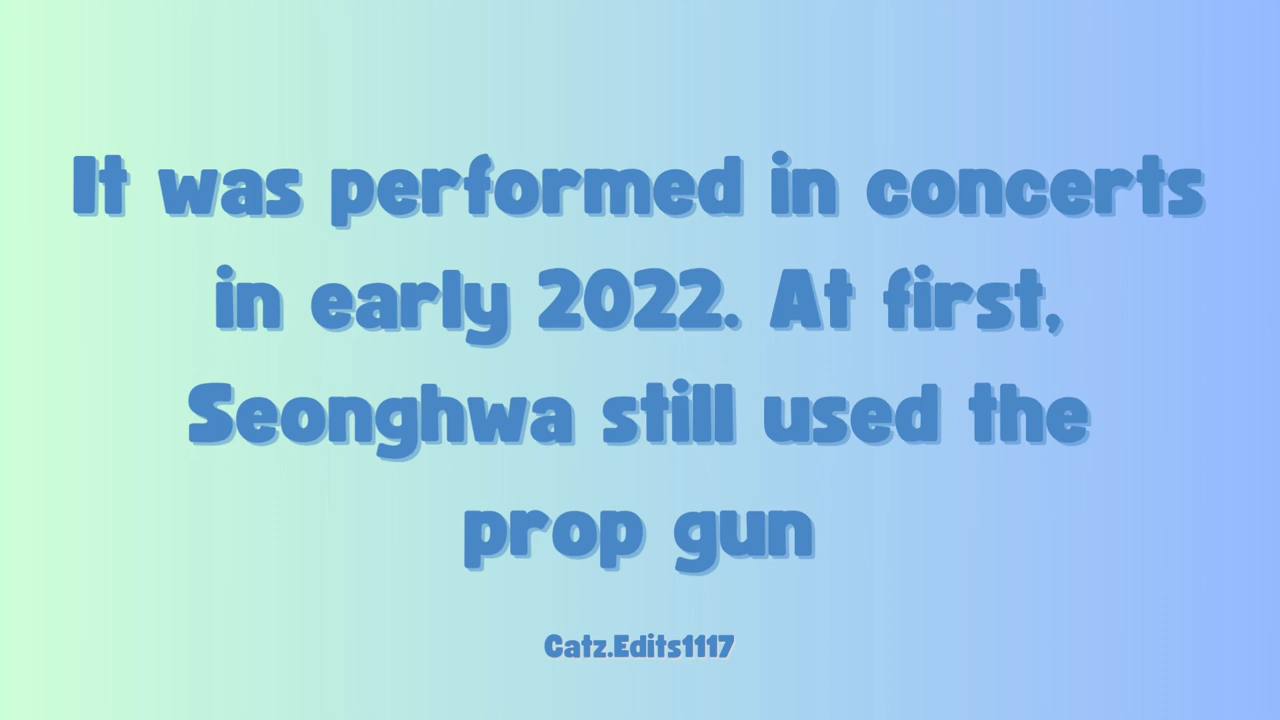 It was performed in concerts
in early 2022. At first,
Seonghwa still used the
prop gun
Catz.Edits1117